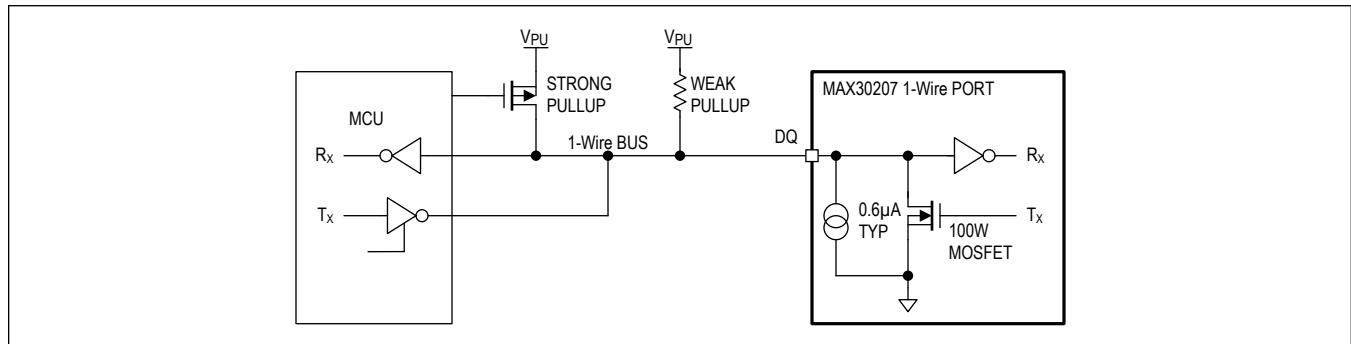 VPU
VPU
STRONG
PULLUP
WEAK
PULLUP
MAX30207 1-Wire PORT
MCU
DQ
1-Wire BUS
RX
RX
TX
0.6µA
TYP
TX
100W
MOSFET